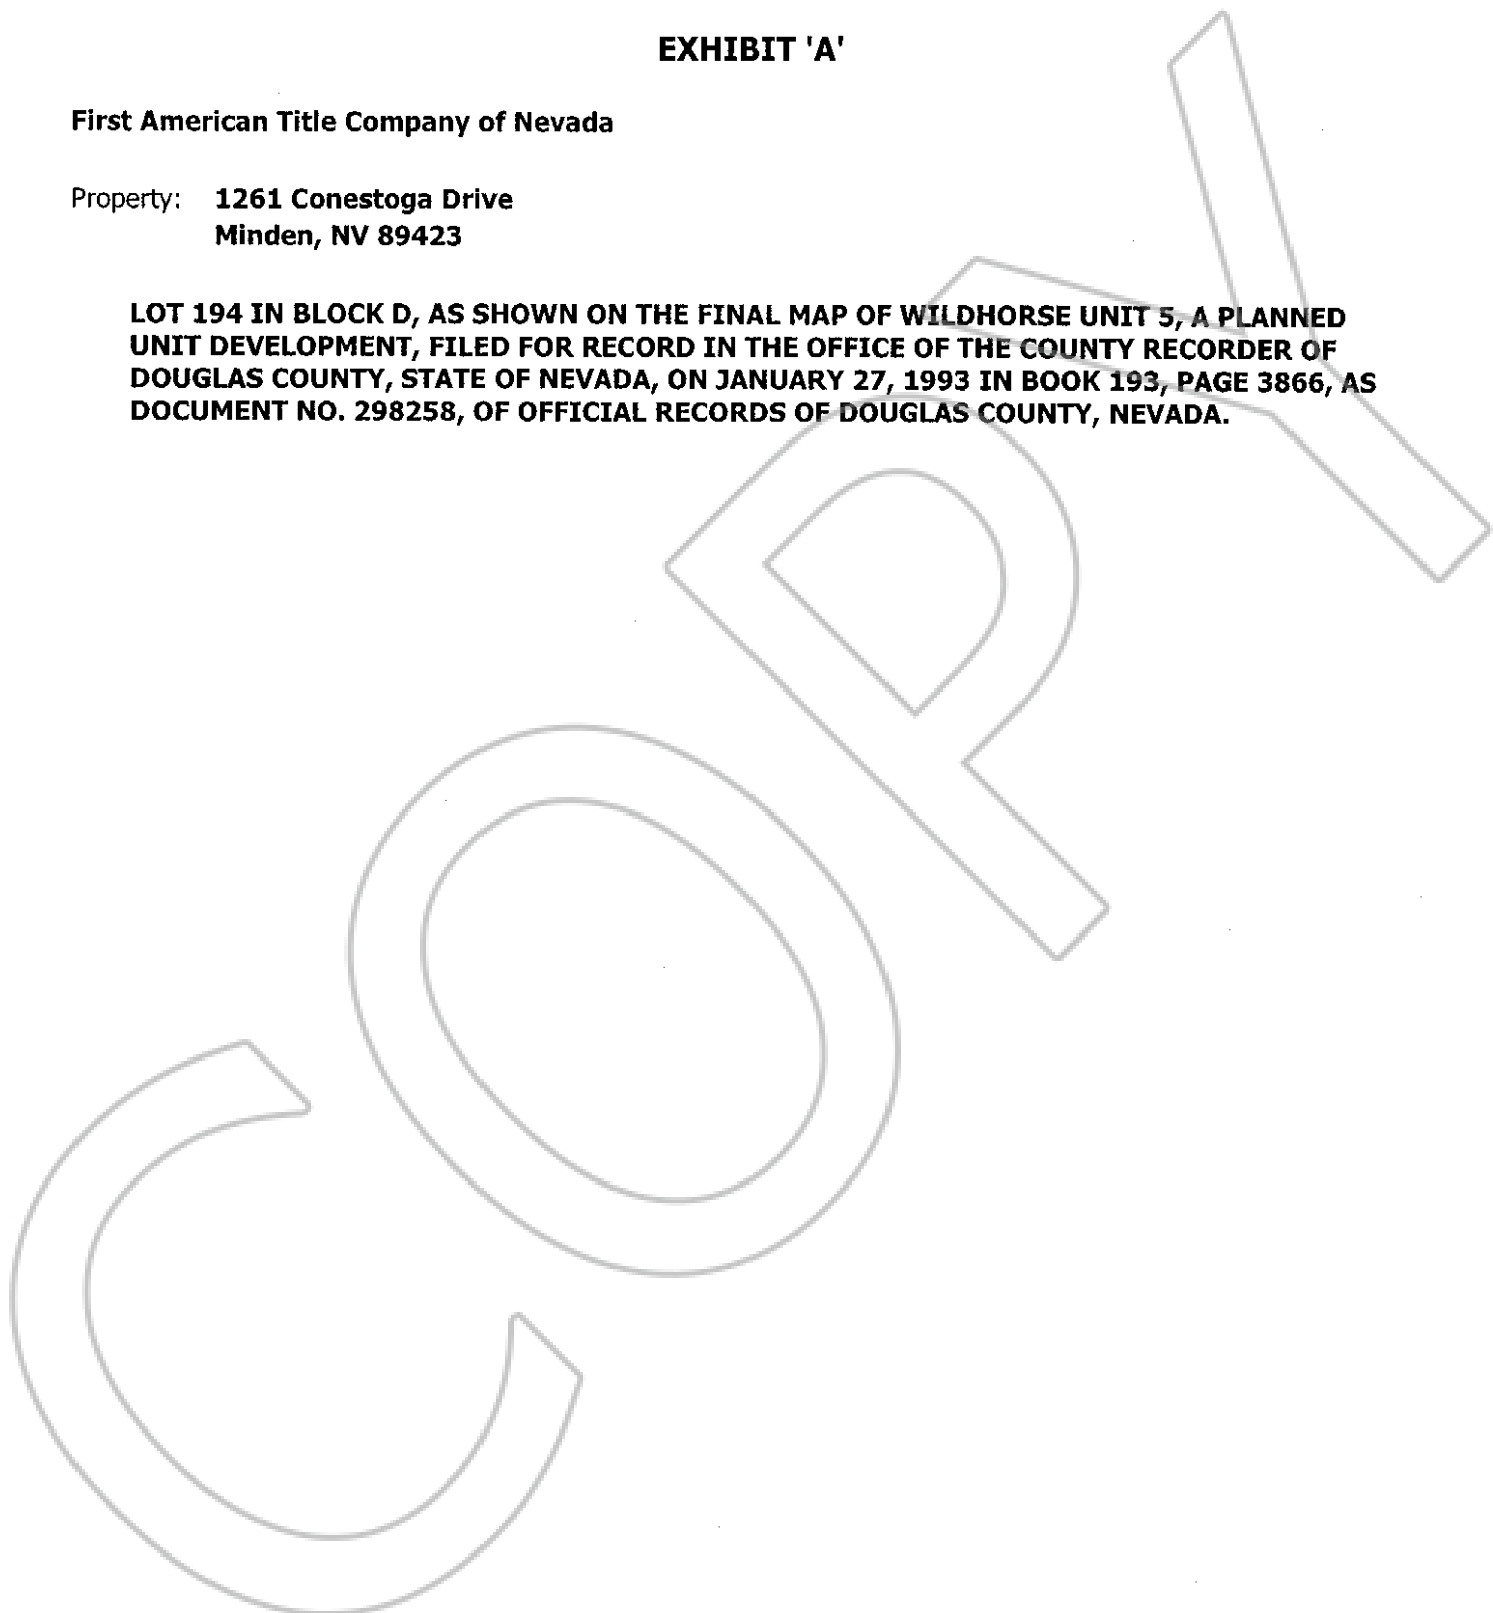 EXHIBIT 'A'
First American Title Company of Nevada
Property: 1261 Conestoga Drive
Minden, NV 89423
LOT 194 IN BLOCK D, AS SHOWN ON THE FINAL MAP OF WILDHORSE UNIT 5, A PLANNED
UNIT DEVELOPMENT, FILED FOR RECORD IN THE OFFICE OF THE COUNTY RECORDER OF
DOUGLAS COUNTY, STATE OF NEVADA, ON JANUARY 27, 1993 IN BOOK 193, PAGE 3866, AS
DOCUMENT NO. 298258, OF OFFICIAL RECORDS OF DOUGLAS COUNTY, NEVADA.
COPY